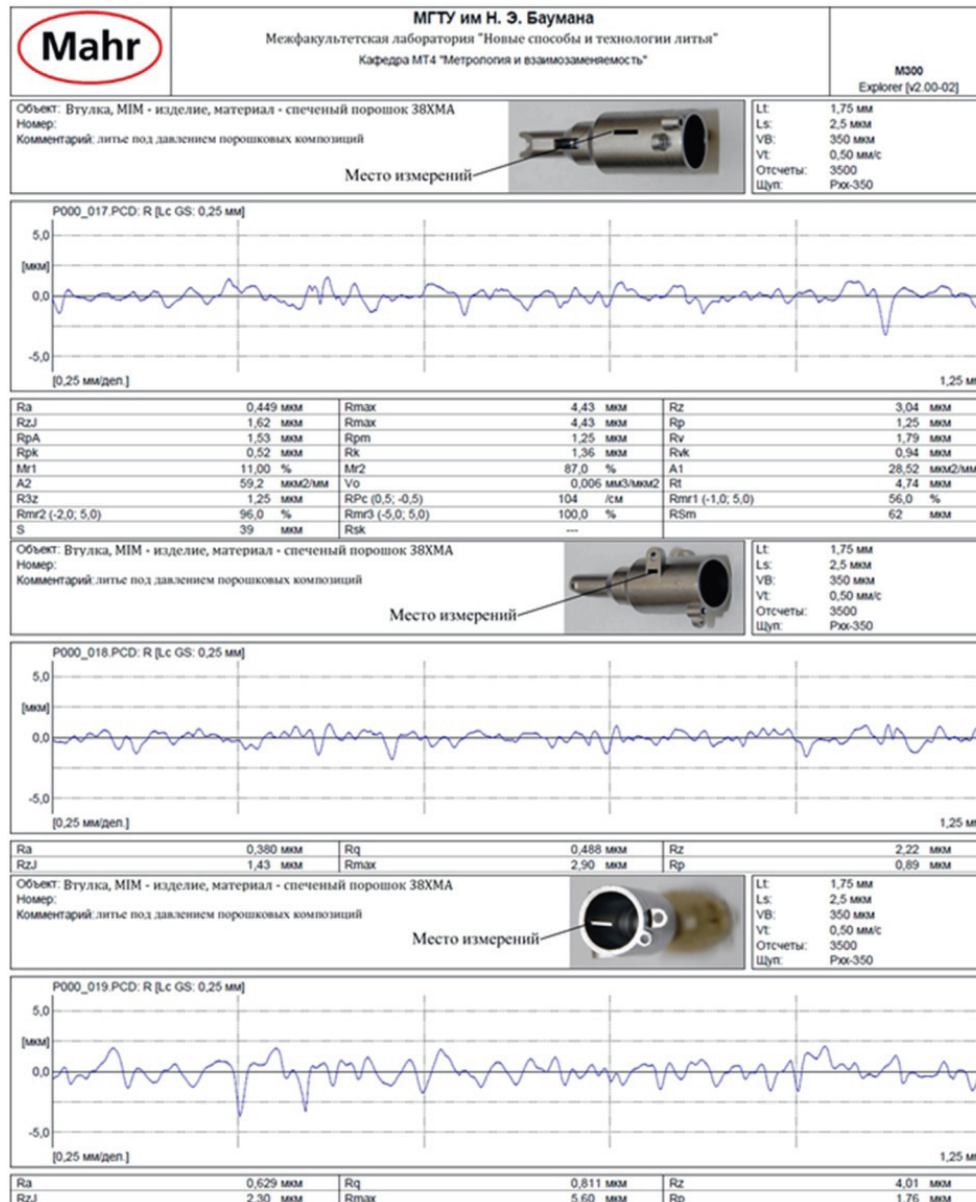 Mahr
МГТУ им Н. Э. Баумана
Межфакультетская лаборатория "Новые способы и технологии литья"
Кафедра МТ4 "Метрология и взаимозаменяемость"
M300
Explorer [v2.00-02]
Объект: Втулка, MIM - изделие, материал - спеченый порошок 38ХМА
Номер:
Комментарий: литье под давлением порошковых композиций
Место измерений
Lt: 1,75 мм
Ls: 2,5 мкм
VB: 350 мкм
Vt: 0,50 мм/с
Отсчеты: 3500
Щуп: Pxx-350
P000_017.PCD: R [Lc GS: 0,25 мм]
5,0
[мкм]
0,0
-5,0
[0,25 мм/дел.] 1,25 мм
Ra 0,449 мкм Rmax 4,43 мкм Rz 3,04 мкм
RzJ 1,62 мкм Rmax 4,43 мкм Rp 1,25 мкм
RpA 1,53 мкм Rpm 1,25 мкм Rv 1,79 мкм
Rpk 0,52 мкм Rk 1,36 мкм Rvk 0,94 мкм
Mr1 11,00 % Mr2 87,0 % A1 28,52 мкм2/мм
A2 59,2 мкм2/мм Vo 0,006 мм3/мкм2 Rt 4,74 мкм
R3z 1,25 мкм RPc (0,5; -0,5) 104 /см Rmr1 (-1,0; 5,0) 56,0 %
Rmr2 (-2,0; 5,0) 96,0 % Rmr3 (-5,0; 5,0) 100,0 % RSm 62 мкм
S 39 мкм Rsk ---
Объект: Втулка, MIM - изделие, материал - спеченый порошок 38ХМА
Номер:
Комментарий: литье под давлением порошковых композиций
Место измерений
Lt: 1,75 мм
Ls: 2,5 мкм
VB: 350 мкм
Vt: 0,50 мм/с
Отсчеты: 3500
Щуп: Pxx-350
P000_018.PCD: R [Lc GS: 0,25 мм]
5,0
[мкм]
0,0
-5,0
[0,25 мм/дел.] 1,25 мм
Ra 0,380 мкм Rq 0,488 мкм Rz 2,22 мкм
RzJ 1,43 мкм Rmax 2,90 мкм Rp 0,89 мкм
Объект: Втулка, MIM - изделие, материал - спеченый порошок 38ХМА
Номер:
Комментарий: литье под давлением порошковых композиций
Место измерений
Lt: 1,75 мм
Ls: 2,5 мкм
VB: 350 мкм
Vt: 0,50 мм/с
Отсчеты: 3500
Щуп: Pxx-350
P000_019.PCD: R [Lc GS: 0,25 мм]
5,0
[мкм]
0,0
-5,0
[0,25 мм/дел.] 1,25 мм
Ra 0,629 мкм Rq 0,811 мкм Rz 4,01 мкм
RzJ 2,30 мкм Rmax 5,60 мкм Rp 1,76 мкм